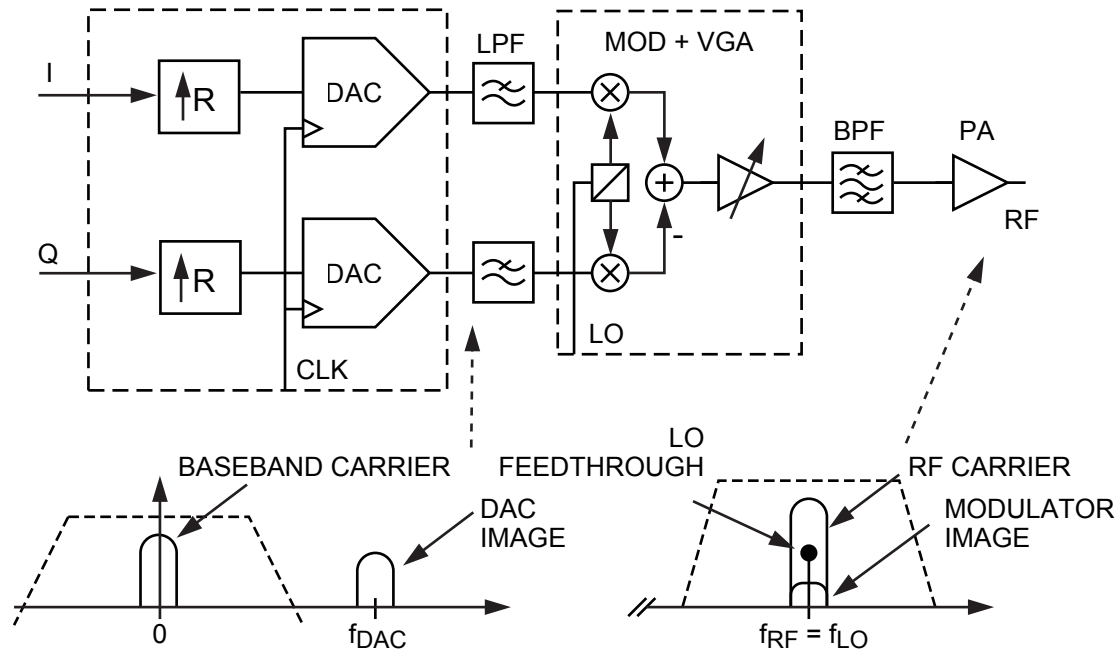 LPF
MOD + VGA
I
R
DAC
BPF
PA
Q
R
DAC
-
RF
CLK
LO
BASEBAND CARRIER
DAC
IMAGE
LO
FEEDTHROUGH
RF CARRIER
MODULATOR
IMAGE
0
fDAC
fRF = fLO